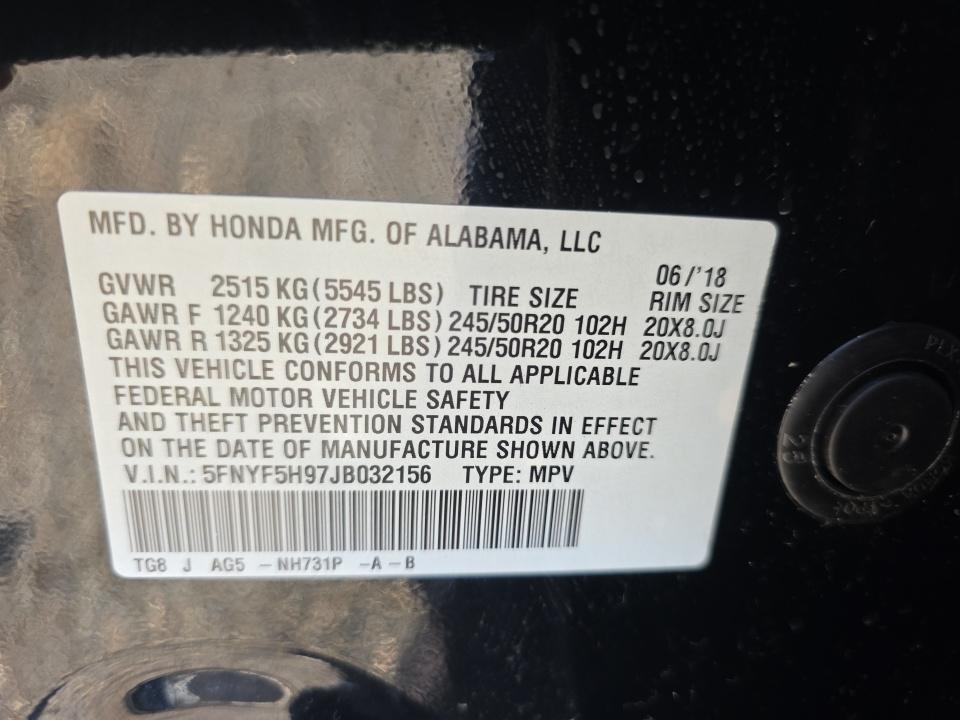 MFD. BY HONDA MFG. OF ALABAMA, LLC
06/'18
GVWR 2515 KG(5545 LBS) TIRE SIZE RIM SIZE
GAWR F 1240 KG(2734 LBS)245/50R20 102H 20X8.0J
GAWR R 1325 KG(2921 LBS)245/50R20 102H 20X8.0J
THIS VEHICLE CONFORMS TO ALL APPLICABLE
FEDERAL MOTOR VEHICLE SAFETY
AND THEFT PREVENTION STANDARDS IN EFFECT
ON THE DATE OF MANUFACTURE SHOWN ABOVE.
V.I.N.: 5FNYF5H97JB032156 TYPE: MPV
TG8 J AG5 -NH731P -A-B